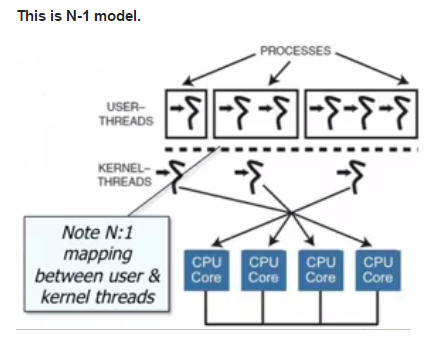 This is N-1 model.
PROCESSES
USER-
THREADS
KERNEL-
THREADS
Note N:1
mapping
between user &
kernel threads
CPU
Core
CPU
Core
CPU
Core
CPU
Core